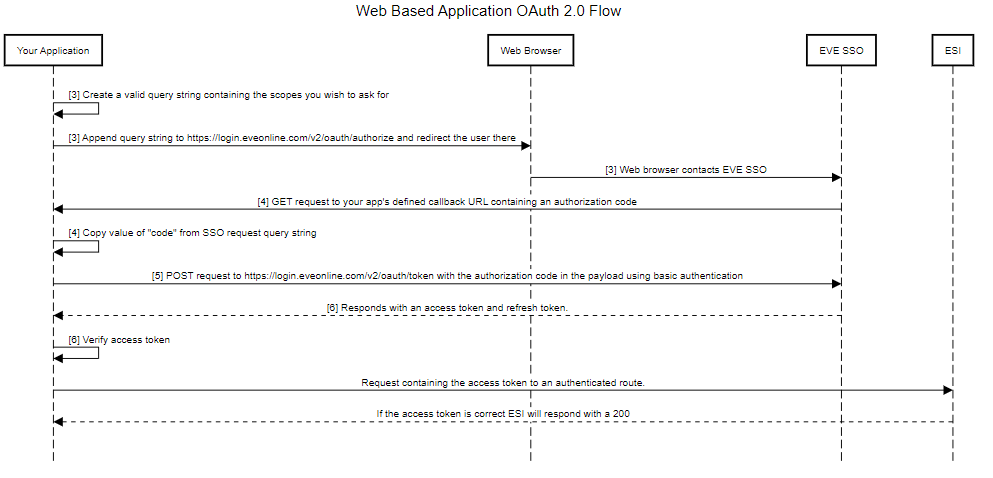 Web Based Application OAuth 2.0 Flow
Your Application
Web Browser
EVE SSO
ESI
[3] Create a valid query string containing the scopes you wish to ask for
[3] Append query string to https://login.eveonline.com/v2/oauth/authorize and redirect the user there
[3] Web browser contacts EVE SSO
[4] GET request to your app's defined callback URL containing an authorization code
[4] Copy value of "code" from SSO request query string
[5] POST request to https://login.eveonline.com/v2/oauth/token with the authorization code in the payload using basic authentication
[6] Responds with an access token and refresh token.
[6] Verify access token
Request containing the access token to an authenticated route.
If the access token is correct ESI will respond with a 200